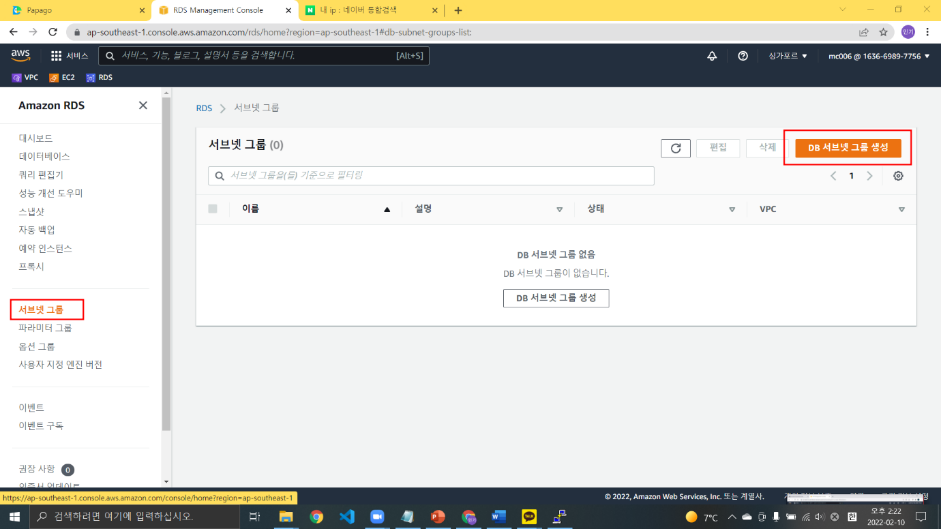 Papago
RDS Management Console
내 ip : 네이버 통합검색
ap-southeast-1.console.aws.amazon.com/rds/home?region=ap-southeast-1#db-subnet-groups-list:
민기
aws
서비스
서비스, 기능, 블로그, 설명서 등을 검색합니다.
[Alt+S]
싱가포르
mc006 @ 1636-6989-7756
VPC
EC2
RDS
Amazon RDS
대시보드
데이터베이스
쿼리 편집기
성능 개선 도우미
스냅샷
자동 백업
예약 인스턴스
프록시
서브넷 그룹
파라미터 그룹
옵션 그룹
사용자 지정 엔진 버전
이벤트
이벤트 구독
권장 사항 0
인증서 업데이트
RDS
서브넷 그룹
서브넷 그룹 (0)
편집
삭제
DB 서브넷 그룹 생성
서브넷 그룹을(를) 기준으로 필터링
1
이름
설명
상태
VPC
DB 서브넷 그룹 없음
DB 서브넷 그룹이 없습니다.
DB 서브넷 그룹 생성
https://ap-southeast-1.console.aws.amazon.com/console/home?region=ap-southeast-1
© 2022, Amazon Web Services, Inc. 또는 계열사.
검색하려면 여기에 입력하십시오.
7°C
오후 2:22
2022-02-10